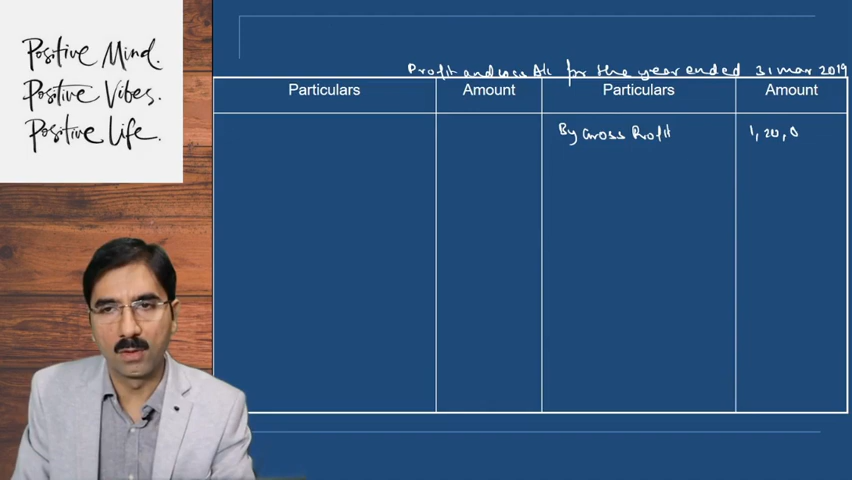 Positive Mind.
Positive Vibes.
Positive Life.
Profit and Loss A/c for the year ended 31 mar 2019
Particulars Amount Particulars Amount
By Gross Profit 1,20,0